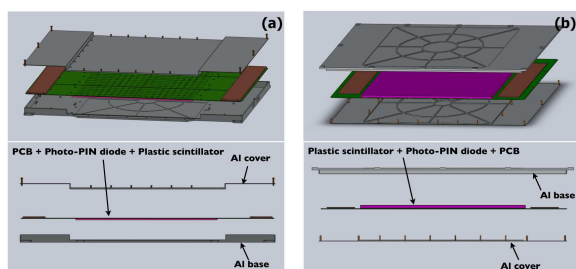 (a)
(b)
PCB + Photo-PIN diode + Plastic scintillator
Al cover
Al base
Plastic scintillator + Photo-PIN diode + PCB
Al base
Al cover